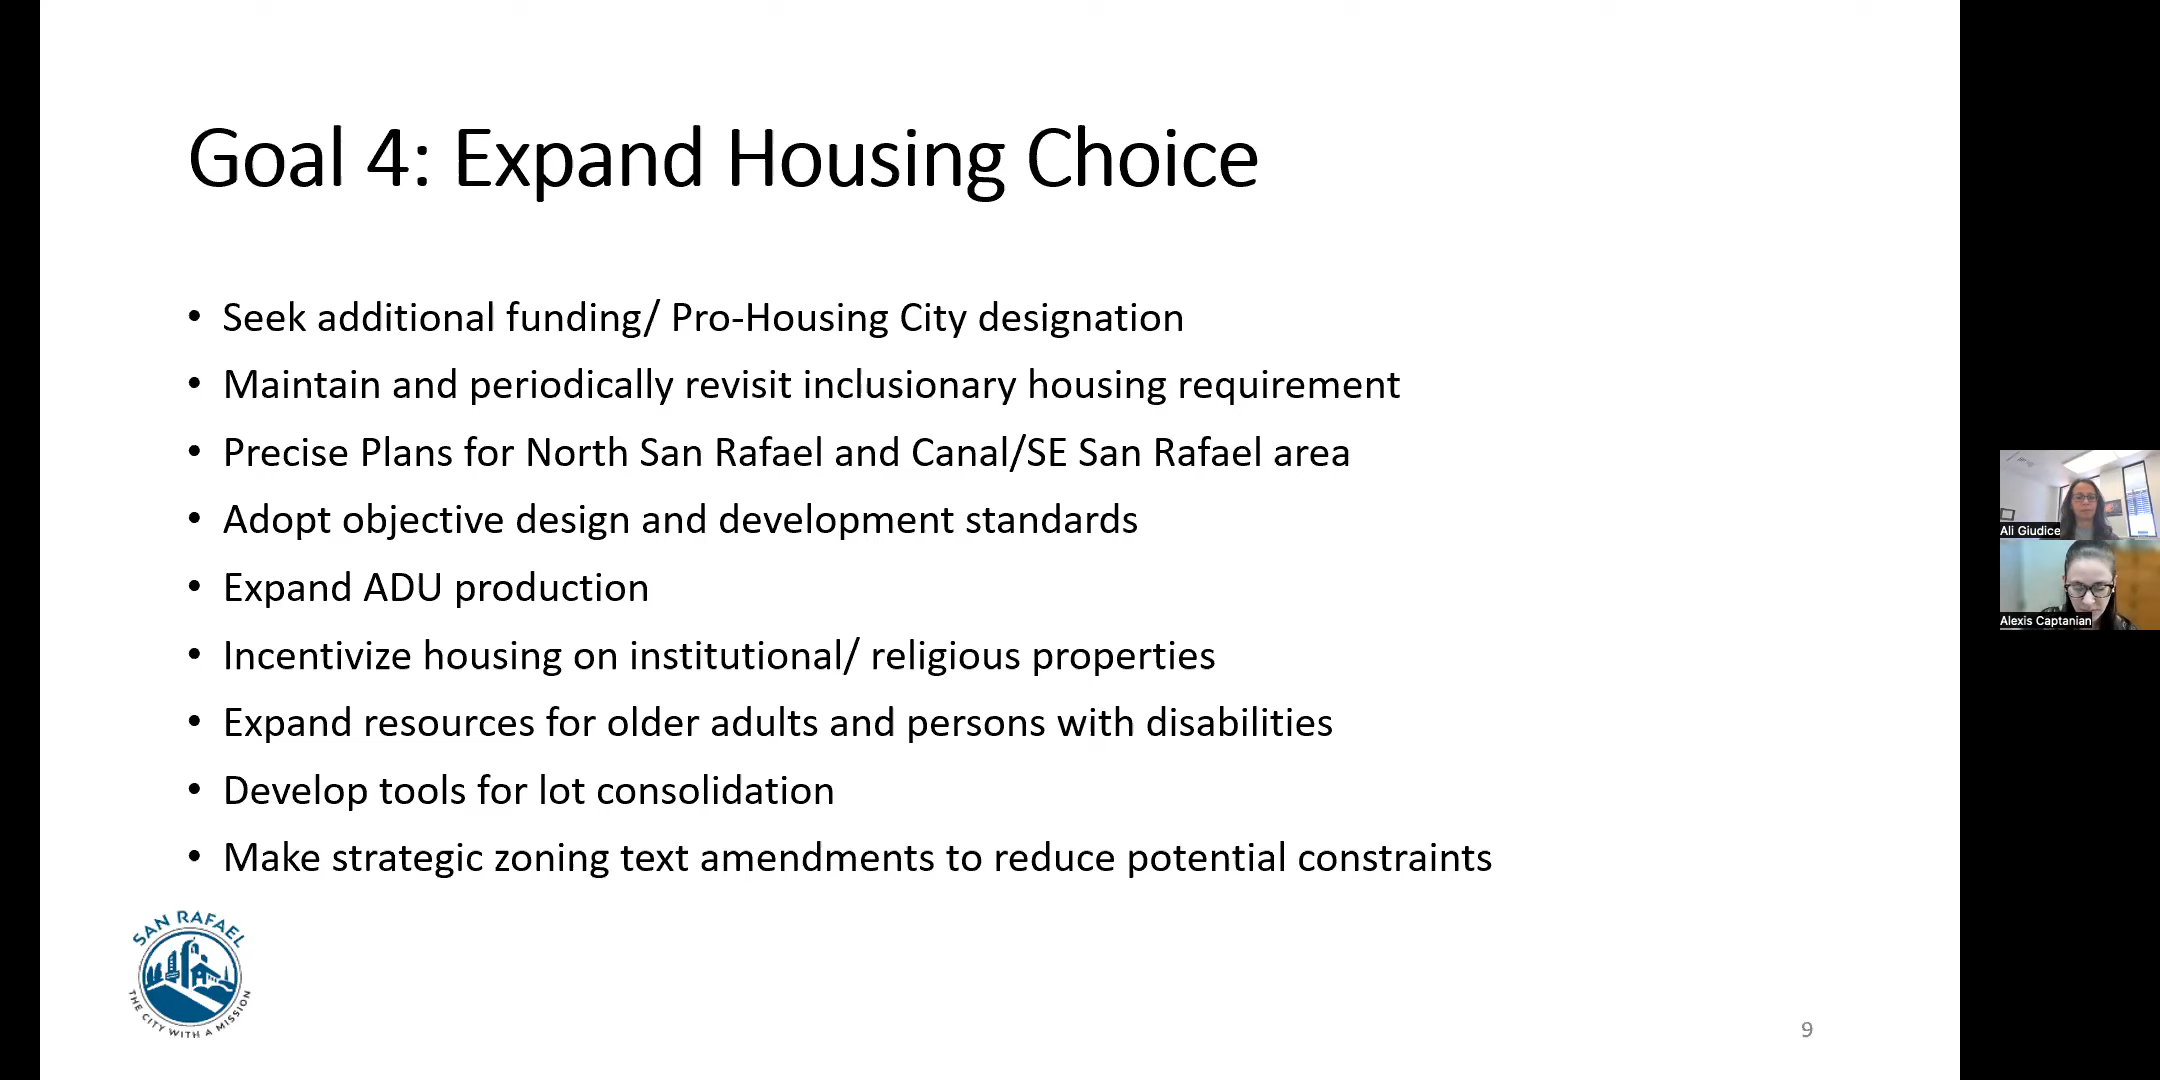 Goal 4: Expand Housing Choice
• Seek additional funding/ Pro-Housing City designation
• Maintain and periodically revisit inclusionary housing requirement
• Precise Plans for North San Rafael and Canal/SE San Rafael area
• Adopt objective design and development standards
• Expand ADU production
• Incentivize housing on institutional/ religious properties
• Expand resources for older adults and persons with disabilities
• Develop tools for lot consolidation
• Make strategic zoning text amendments to reduce potential constraints
SAN RAFAEL
THE CITY WITH A MISSION
9
Ali Giudice
Alexis Captanian